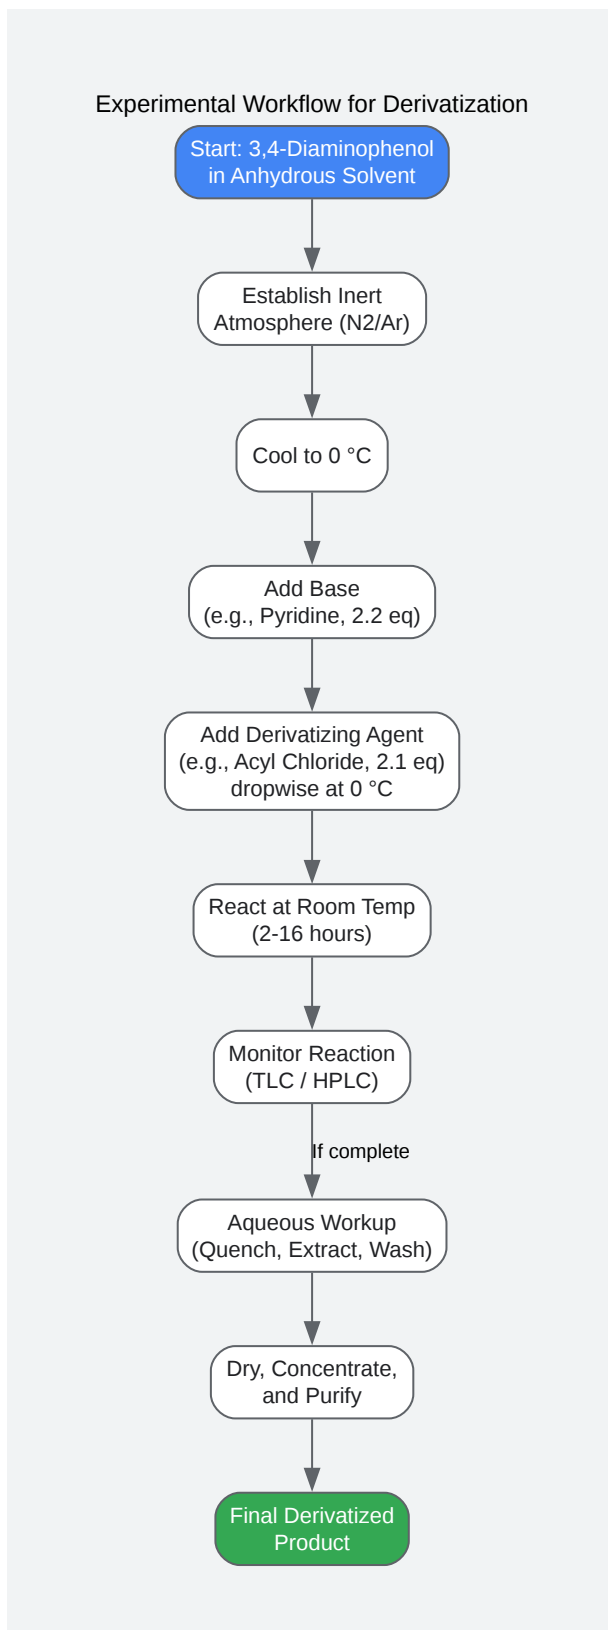 Experimental Workflow for Derivatization
Start: 3,4-Diaminophenol
in Anhydrous Solvent
Establish Inert
Atmosphere (N2/Ar)
Cool to 0 °C
Add Base
(e.g., Pyridine, 2.2 eq)
Add Derivatizing Agent
(e.g., Acyl Chloride, 2.1 eq)
dropwise at 0 °C
React at Room Temp
(2-16 hours)
Monitor Reaction
(TLC / HPLC)
If complete
Aqueous Workup
(Quench, Extract, Wash)
Dry, Concentrate,
and Purify
Final Derivatized
Product